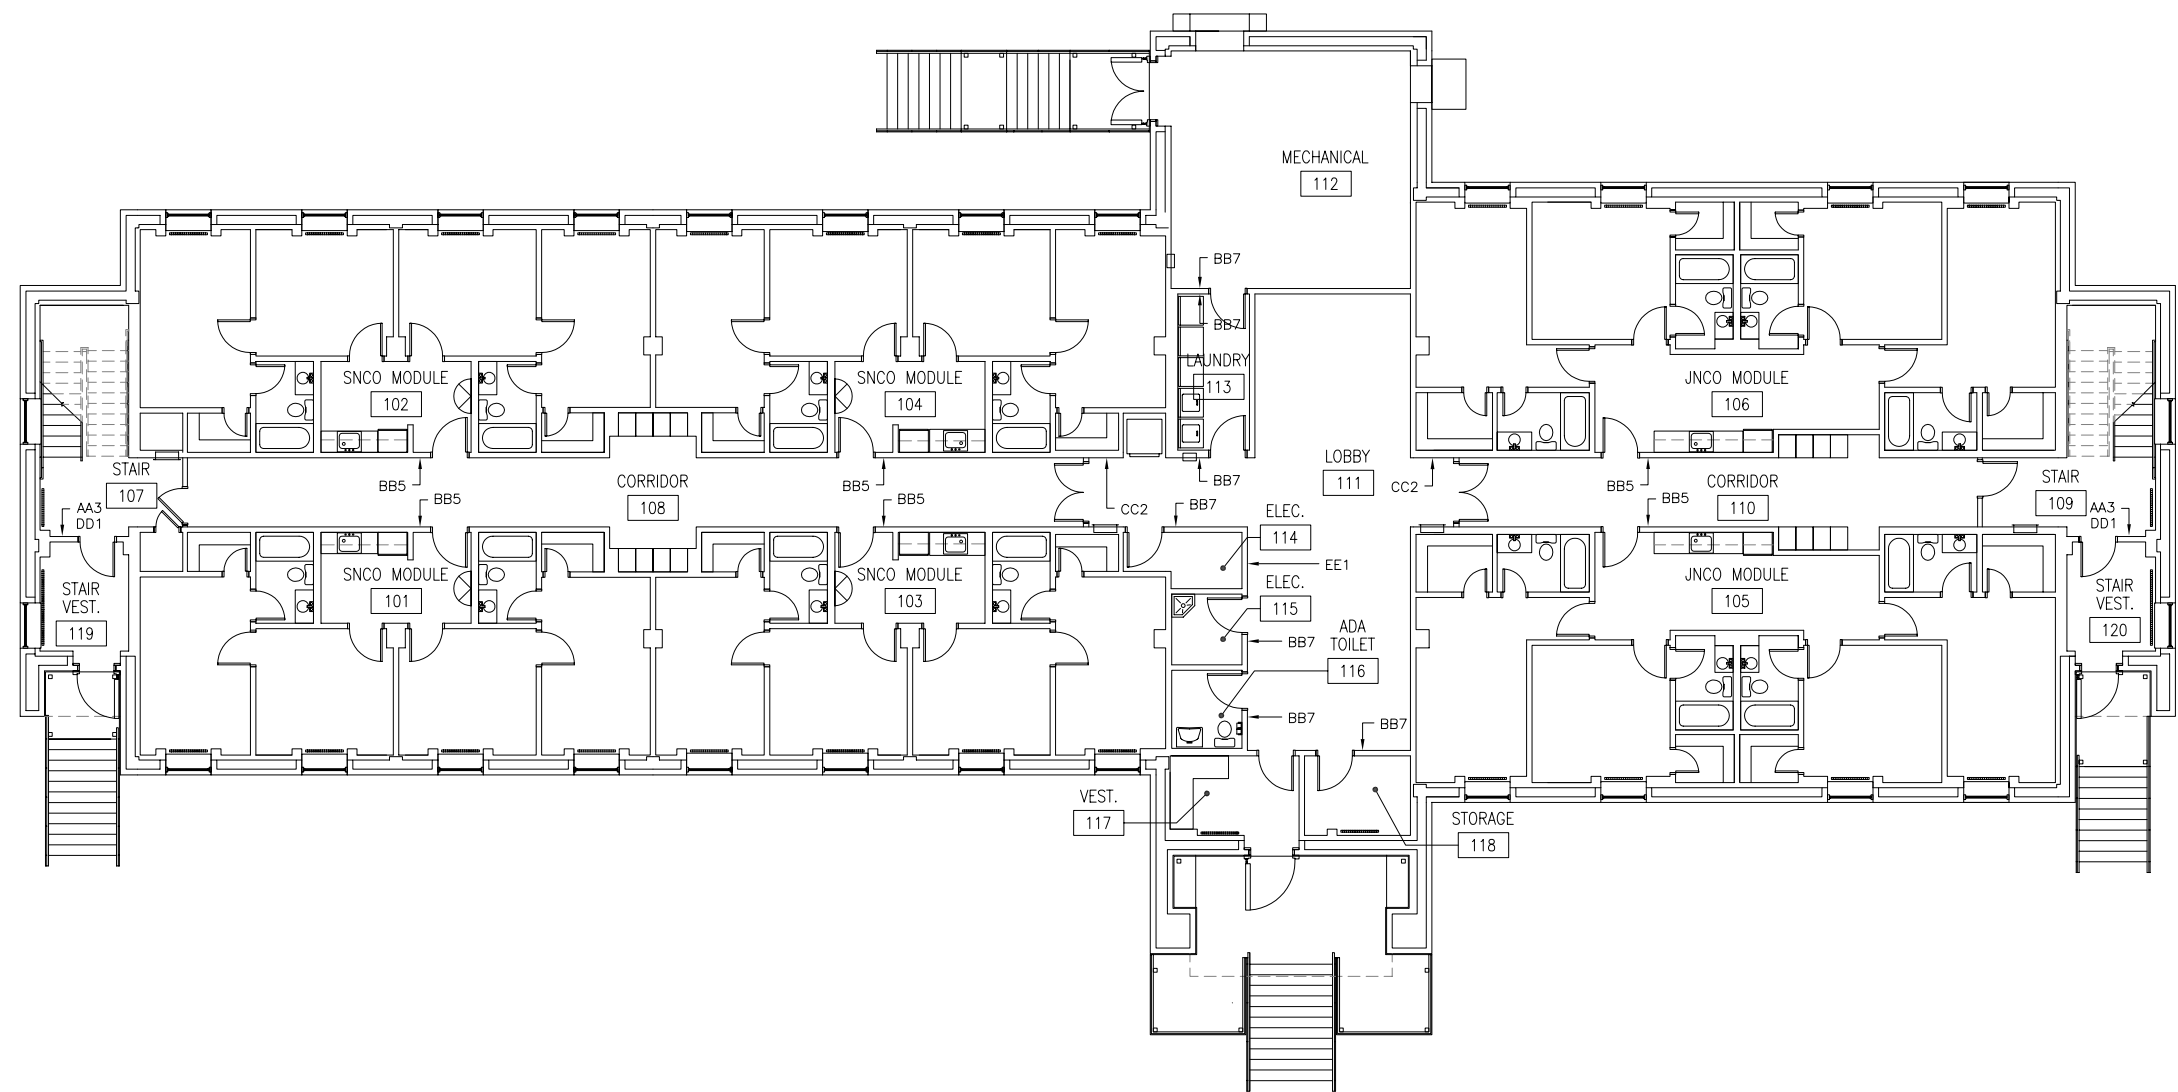 MECHANICAL
112
BB7
BB7
LAUNDRY
113
SNCO MODULE
102
SNCO MODULE
104
JNCO MODULE
106
STAIR
107
BB5
CORRIDOR
108
BB5
CC2
BB7
LOBBY
111
CC2
BB5
CORRIDOR
110
STAIR
109
AA3
DD1
BB5
BB5
BB7
ELEC.
114
BB5
AA3
DD1
EE1
SNCO MODULE
101
SNCO MODULE
103
ELEC.
115
JNCO MODULE
105
STAIR
VEST.
119
BB7
ADA
TOILET
116
STAIR
VEST.
120
BB7
BB7
VEST.
117
STORAGE
118